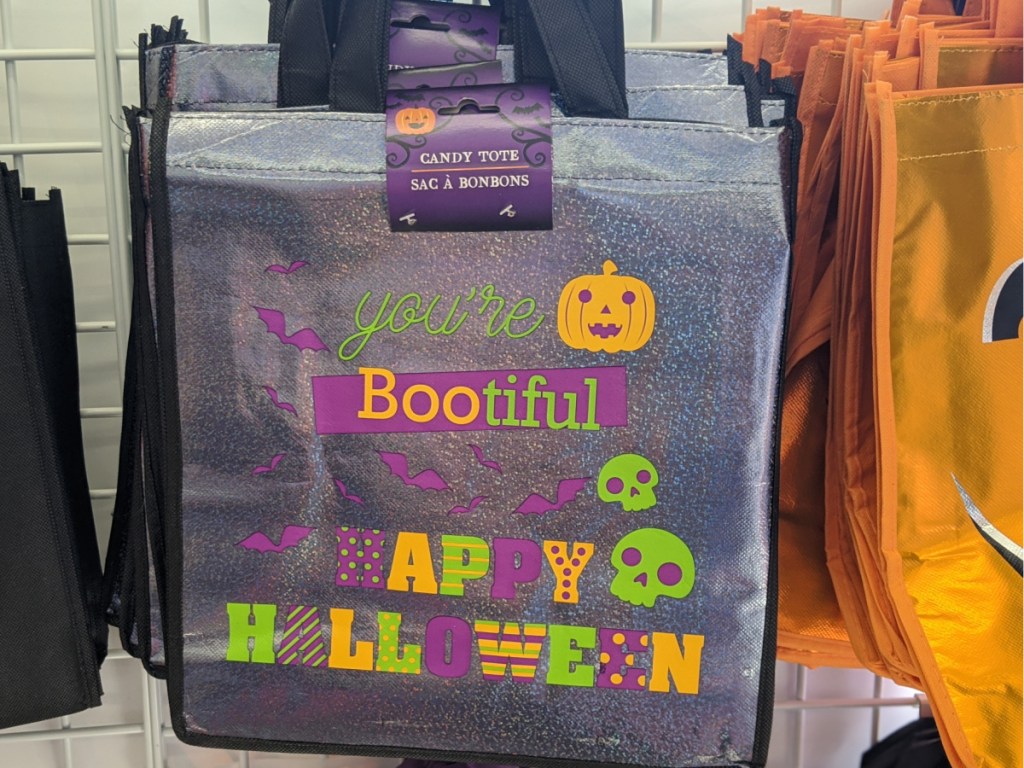 CANDY TOTE
SAC À BONBONS
you're
Bootiful
HAPPY
HALLOWEEN